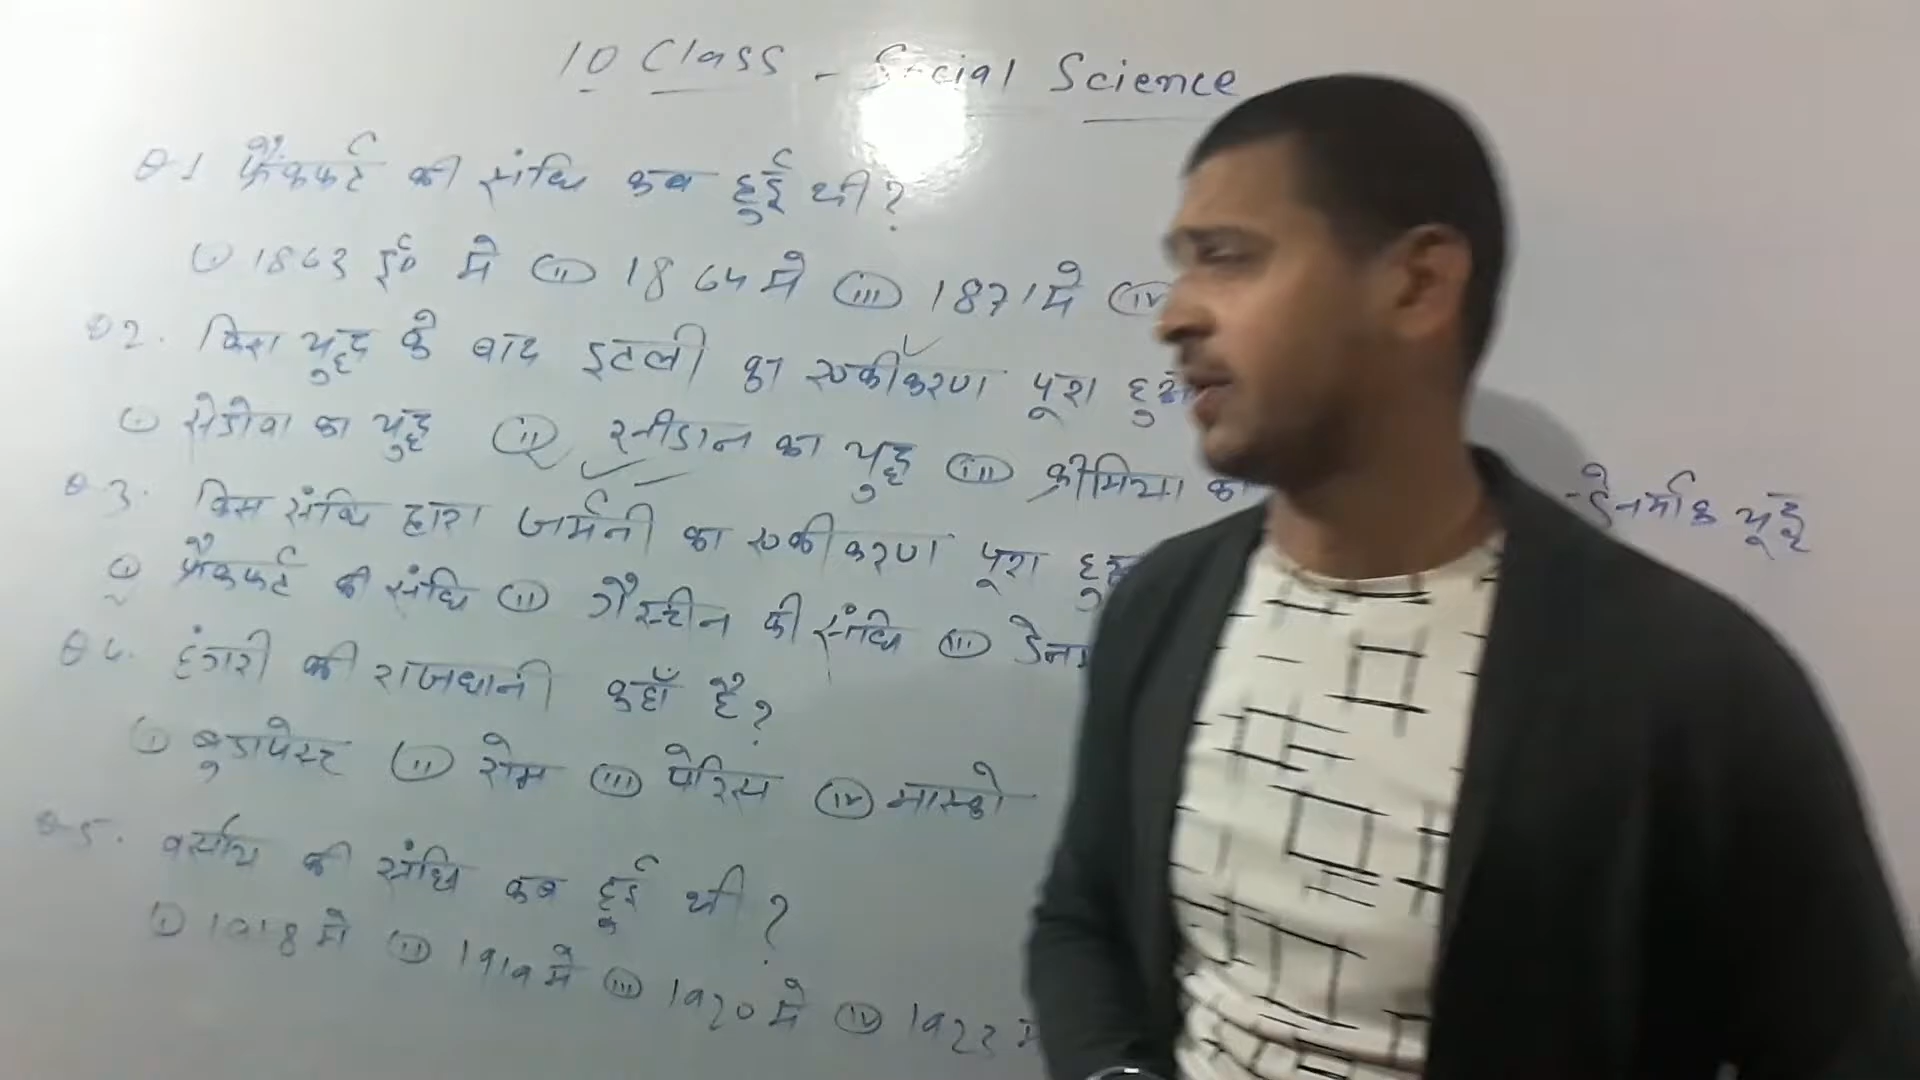 10 Class - Social Science
Q.1 फ्रैंकफर्ट की संधि कब हुई थी?
(i) 1863 ई० में (ii) 1864 में (iii) 1871 में (iv)
Q2. किस युद्ध के बाद इटली का एकीकरण पूरा
(i) सेडोवा का युद्ध (ii) सीडान का युद्ध (iii) क्रीमिया का डेनमार्क युद्ध
Q3. किस संधि द्वारा जर्मनी का एकीकरण पूरा
(i) फ्रैंकफर्ट की संधि (ii) गैस्टीन की संधि (iii)
Q4. हंगरी की राजधानी कहाँ है?
(i) बुडापेस्ट (ii) रोम (iii) पेरिस (iv) मास्को
Q5. वर्साय की संधि कब हुई थी?
(i) 1918 में (ii) 1919 में (iii) 1920 में (iv) 1922